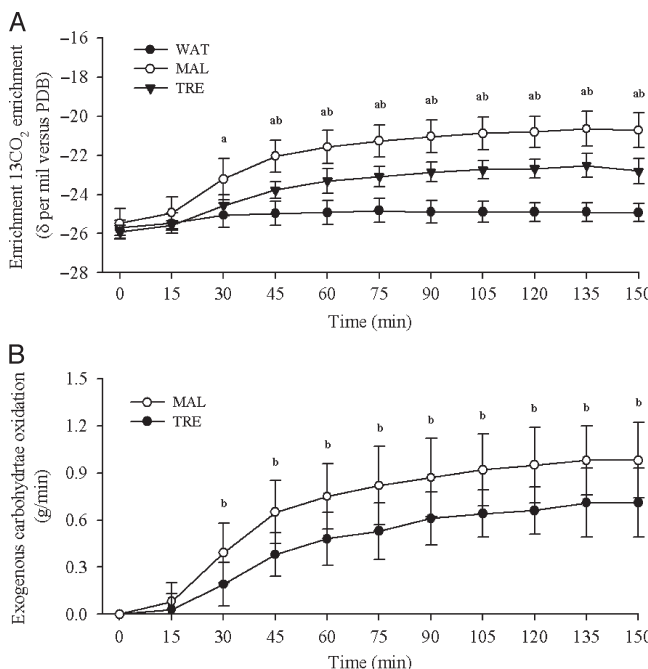 A
-16
-18
-20
-22
-24
-26
-28
Enrichment 13CO2 enrichment
(δ per mil versus PDB)
WAT
MAL
TRE
a ab ab ab ab ab ab ab ab
0 15 30 45 60 75 90 105 120 135 150
Time (min)
B
1.5
1.2
0.9
0.6
0.3
0.0
Exogenous carbohydrtae oxidation
(g/min)
MAL
TRE
b b b b b b b b b
0 15 30 45 60 75 90 105 120 135 150
Time (min)